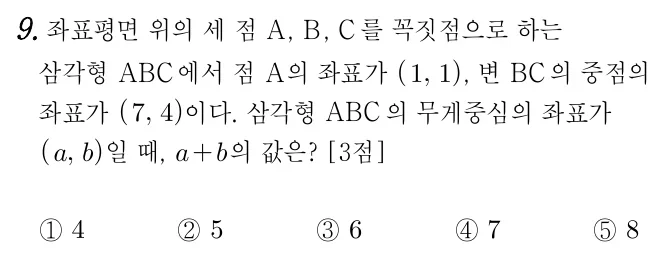 9. 좌표평면 위의 세 점 A, B, C를 꼭짓점으로 하는
삼각형 ABC에서 점 A의 좌표가 (1, 1), 변 BC의 중점의
좌표가 (7, 4)이다. 삼각형 ABC의 무게중심의 좌표가
(a, b)일 때, a+b의 값은? [3점]
① 4 ② 5 ③ 6 ④ 7 ⑤ 8